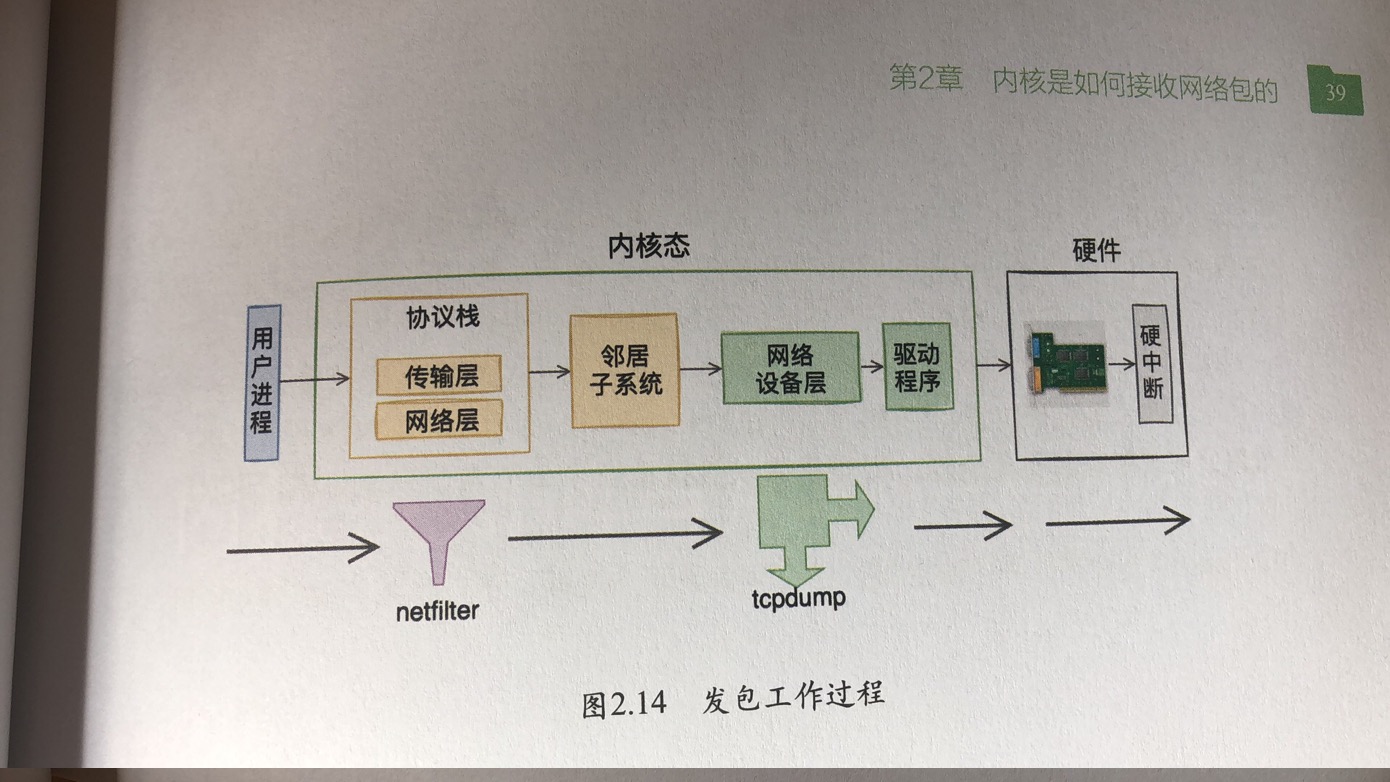 第2章 内核是如何接收网络包的 39
内核态
硬件
用户进程
协议栈
传输层
网络层
邻居
子系统
网络
设备层
驱动
程序
硬中断
netfilter
tcpdump
图2.14 发包工作过程